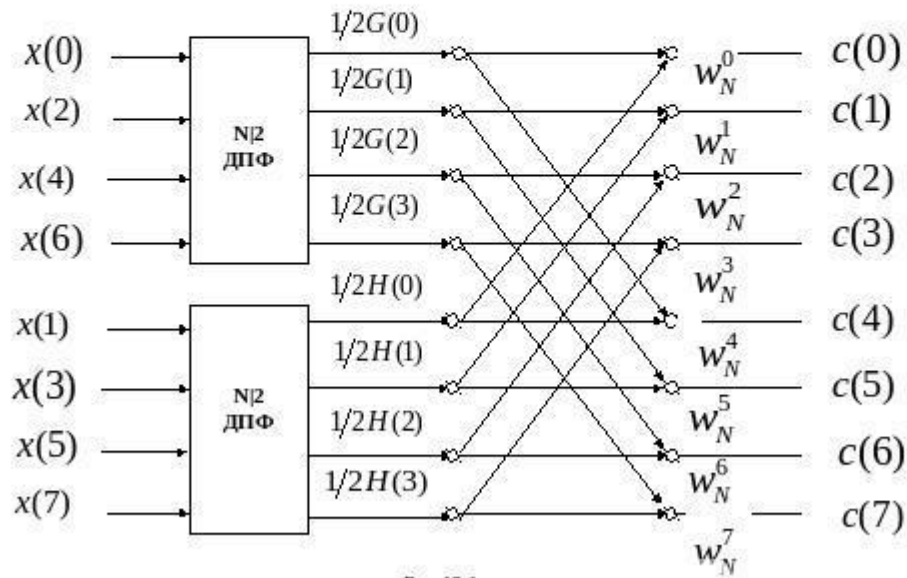 x(0)
x(2)
x(4)
x(6)
x(1)
x(3)
x(5)
x(7)
N|2
ДПФ
N|2
ДПФ
1/2G(0)
1/2G(1)
1/2G(2)
1/2G(3)
1/2H(0)
1/2H(1)
1/2H(2)
1/2H(3)
w_N^0
w_N^1
w_N^2
w_N^3
w_N^4
w_N^5
w_N^6
w_N^7
c(0)
c(1)
c(2)
c(3)
c(4)
c(5)
c(6)
c(7)